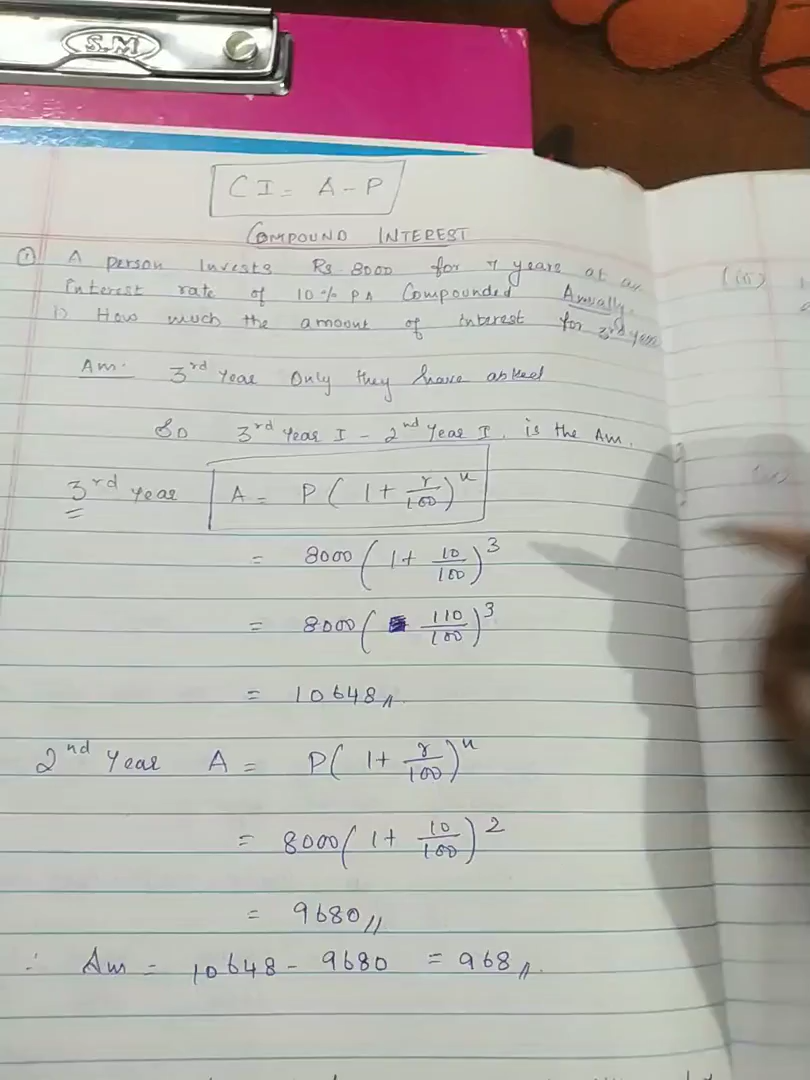 S.M
CI = A - P
COMPOUND INTEREST
① A person Invests Rs 8000 for 7 years at an
Interest rate of 10% PA Compounded Anually.
1) How much the amount of interest for 3rd year
Ans. 3rd Year Only they have asked
So 3rd Year I - 2nd Year I. is the Ans.
3rd Year A = P(1 + r/100)^n
= 8000(1 + 10/100)^3
= 8000(110/100)^3
= 10648//
2nd Year A = P(1 + r/100)^n
= 8000(1 + 10/100)^2
= 9680//
∴ Ans = 10648 - 9680 = 968//.
(iii)